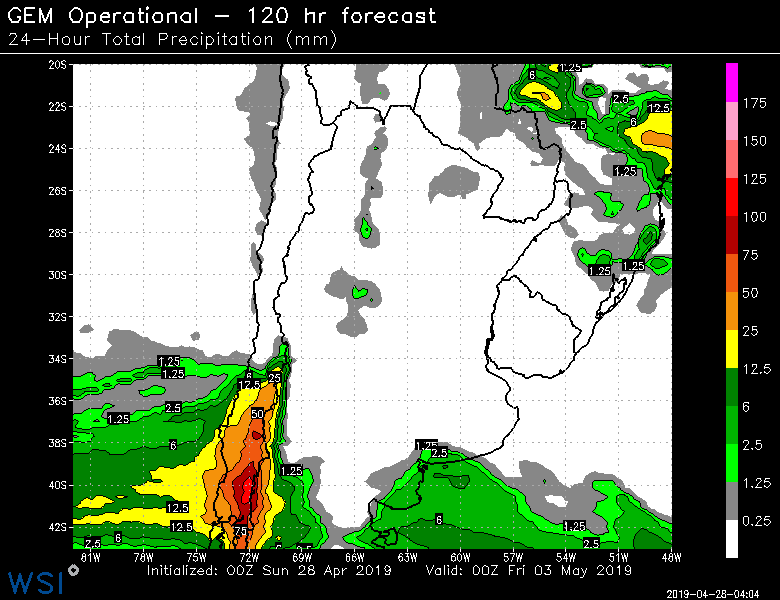 GEM Operational — 120 hr forecast
24—Hour Total Precipitation (mm)
20S
22S
24S
26S
28S
30S
32S
34S
36S
38S
40S
42S
1.25
6
2.5
12.5
2.5
6
1.25
1.25
1.25
1.25
1.25
6
25
12.5
2.5
50
1.25
6
1.25
2.5
1.25
12.5
6
12.5
75
1.25
2.5
6
2.5
6
175
150
125
100
75
50
25
12.5
6
2.5
1.25
0.25
81W 78W 75W 72W 69W 66W 63W 60W 57W 54W 51W 48W
Initialized: 00Z Sun 28 Apr 2019 Valid: 00Z Fri 03 May 2019
WSI
2019-04-28-04:04